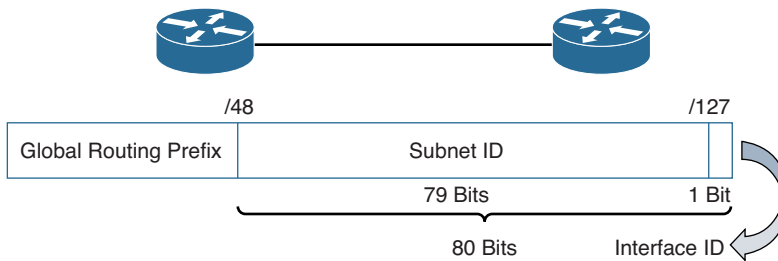 /48 /127
Global Routing Prefix Subnet ID
79 Bits 1 Bit
80 Bits Interface ID